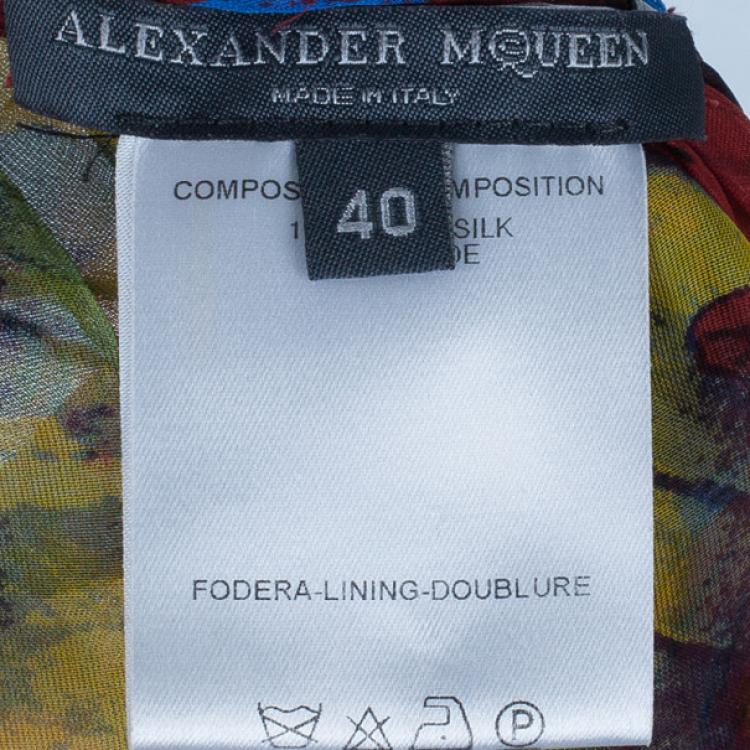 ALEXANDER MCQUEEN
MADE IN ITALY
40
COMPOS MPOSITION
1 SILK
DE
FODERA-LINING-DOUBLURE
P